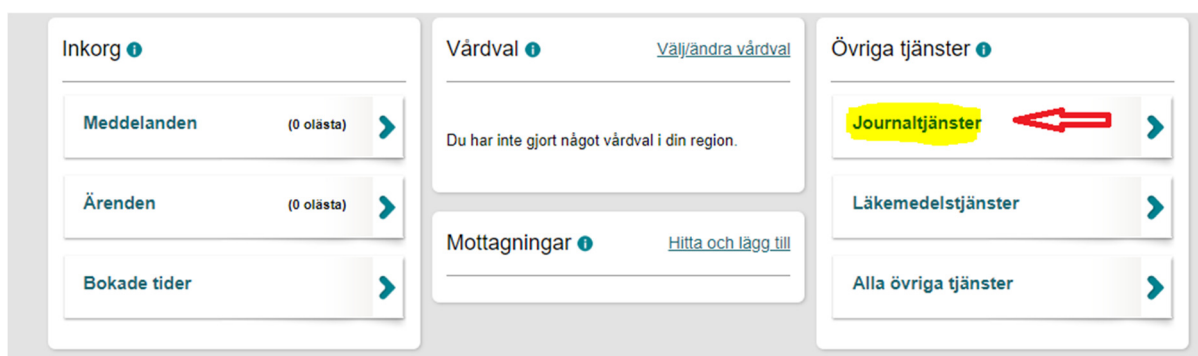 Inkorg
Meddelanden (0 olästa)
Ärenden (0 olästa)
Bokade tider
Vårdval Välj/ändra vårdval
Du har inte gjort något vårdval i din region.
Mottagningar Hitta och lägg till
Övriga tjänster
Journaltjänster
Läkemedelstjänster
Alla övriga tjänster